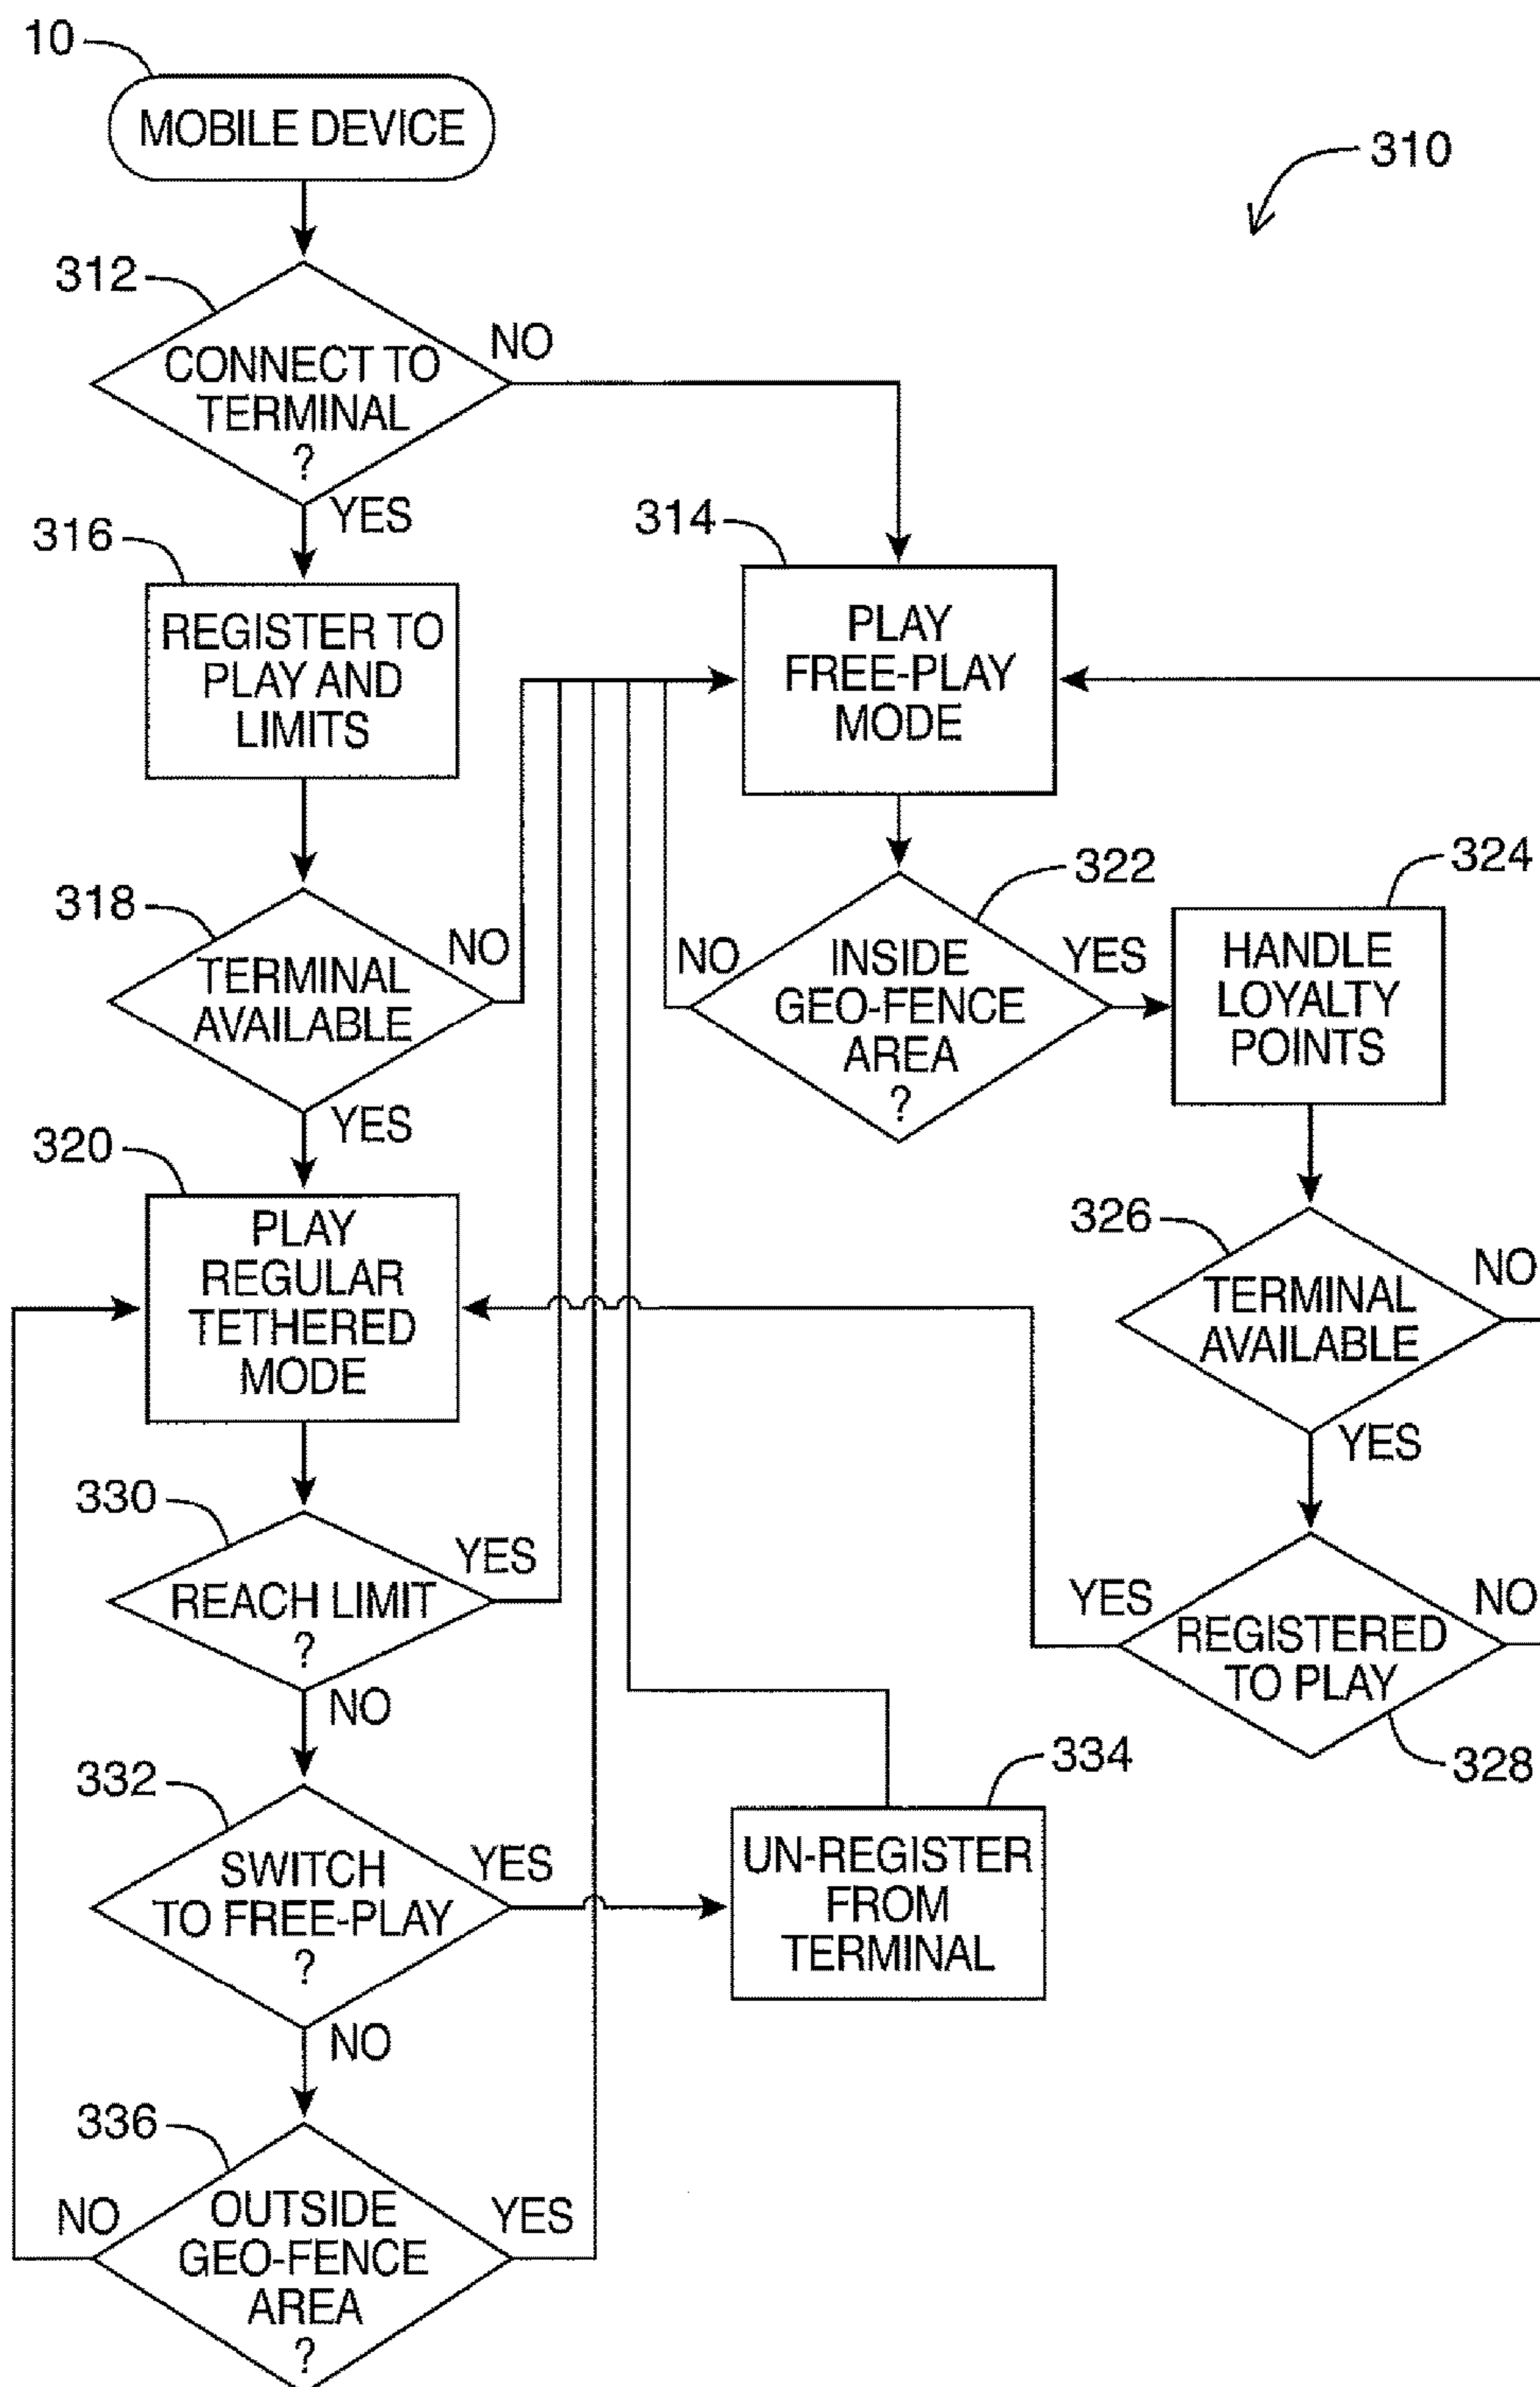 10
MOBILE DEVICE
310
312
CONNECT TO
TERMINAL
?
NO
YES
316
REGISTER TO
PLAY AND
LIMITS
314
PLAY
FREE-PLAY
MODE
318
TERMINAL
AVAILABLE
NO
YES
322
INSIDE
GEO-FENCE
AREA
?
NO
YES
324
HANDLE
LOYALTY
POINTS
320
PLAY
REGULAR
TETHERED
MODE
326
TERMINAL
AVAILABLE
NO
YES
330
REACH LIMIT
?
YES
NO
328
REGISTERED
TO PLAY
YES
NO
332
SWITCH
TO FREE-PLAY
?
YES
NO
334
UN-REGISTER
FROM
TERMINAL
336
OUTSIDE
GEO-FENCE
AREA
?
NO
YES